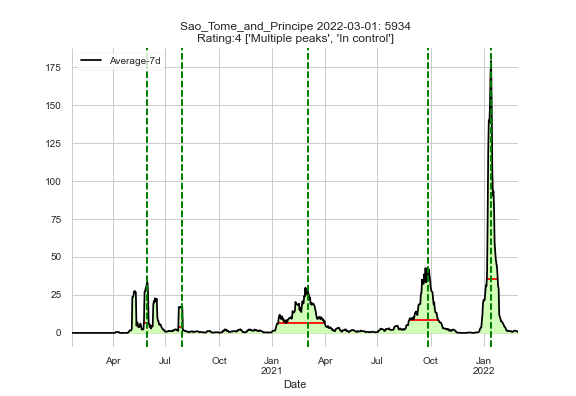 Sao_Tome_and_Principe 2022-03-01: 5934
Rating:4 ['Multiple peaks', 'In control']
Average-7d
175
150
125
100
75
50
25
0
Apr Jul Oct Jan Apr Jul Oct Jan
2021 2022
Date